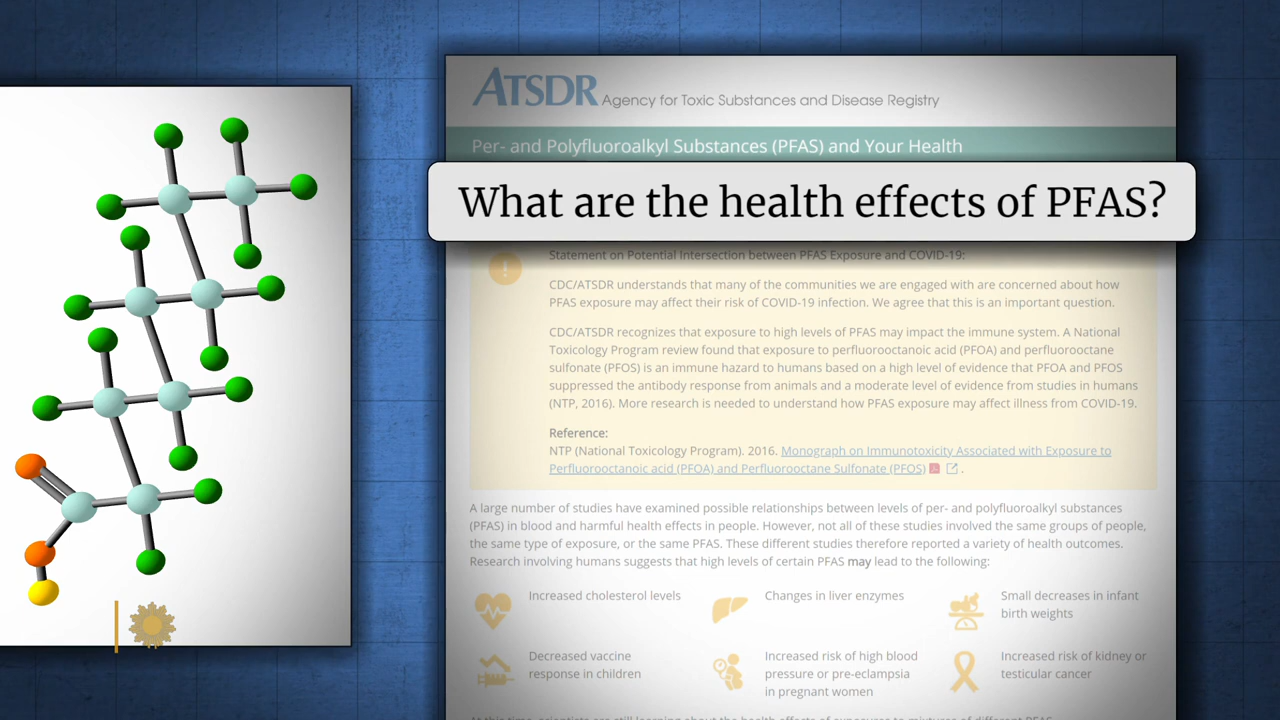 ATSDR Agency for Toxic Substances and Disease Registry
Per- and Polyfluoroalkyl Substances (PFAS) and Your Health
What are the health effects of PFAS?
Statement on Potential Intersection between PFAS Exposure and COVID-19:
CDC/ATSDR understands that many of the communities we are engaged with are concerned about how
PFAS exposure may affect their risk of COVID-19 infection. We agree that this is an important question.
CDC/ATSDR recognizes that exposure to high levels of PFAS may impact the immune system. A National
Toxicology Program review found that exposure to perfluorooctanoic acid (PFOA) and perfluorooctane
sulfonate (PFOS) is an immune hazard to humans based on a high level of evidence that PFOA and PFOS
suppressed the antibody response from animals and a moderate level of evidence from studies in humans
(NTP, 2016). More research is needed to understand how PFAS exposure may affect illness from COVID-19.
Reference:
NTP (National Toxicology Program). 2016. Monograph on Immunotoxicity Associated with Exposure to
Perfluorooctanoic acid (PFOA) and Perfluorooctane Sulfonate (PFOS) .
A large number of studies have examined possible relationships between levels of per- and polyfluoroalkyl substances
(PFAS) in blood and harmful health effects in people. However, not all of these studies involved the same groups of people,
the same type of exposure, or the same PFAS. These different studies therefore reported a variety of health outcomes.
Research involving humans suggests that high levels of certain PFAS may lead to the following:
Increased cholesterol levels
Changes in liver enzymes
Small decreases in infant
birth weights
Decreased vaccine
response in children
Increased risk of high blood
pressure or pre-eclampsia
in pregnant women
Increased risk of kidney or
testicular cancer